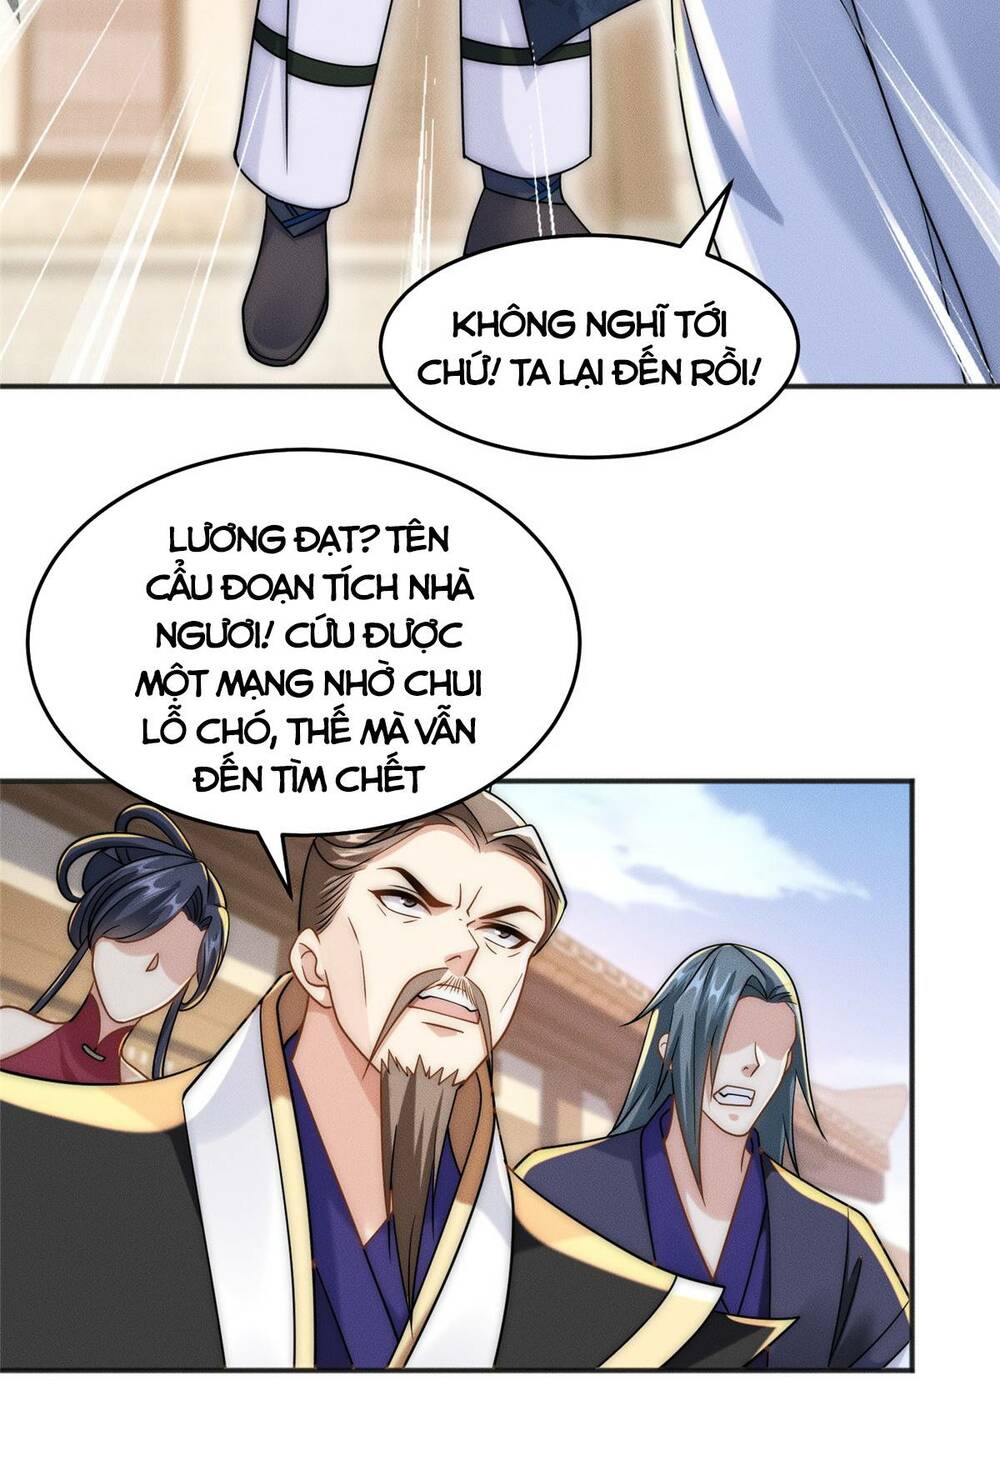 KHÔNG NGHĨ TỚI
CHỨ! TA LẠI ĐẾN RỒI!
LƯƠNG ĐẠT? TÊN
CẨU ĐOẠN TÍCH NHÀ
NGƯƠI! CỨU ĐƯỢC
MỘT MẠNG NHỜ CHUI
LỖ CHÓ, THẾ MÀ VẪN
ĐẾN TÌM CHẾT